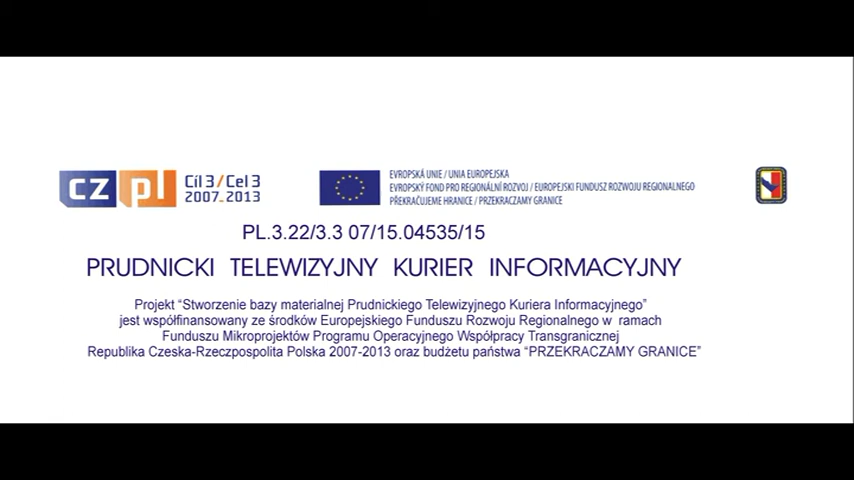 cz pl Cíl 3 / Cel 3
2007_2013
EVROPSKÁ UNIE / UNIA EUROPEJSKA
EVROPSKÝ FOND PRO REGIONÁLNÍ ROZVOJ / EUROPEJSKI FUNDUSZ ROZWOJU REGIONALNEGO
PŘEKRAČUJEME HRANICE / PRZEKRACZAMY GRANICE
PL.3.22/3.3 07/15.04535/15
PRUDNICKI TELEWIZYJNY KURIER INFORMACYJNY
Projekt “Stworzenie bazy materialnej Prudnickiego Telewizyjnego Kuriera Informacyjnego”
jest współfinansowany ze środków Europejskiego Funduszu Rozwoju Regionalnego w ramach
Funduszu Mikroprojektów Programu Operacyjnego Współpracy Transgranicznej
Republika Czeska-Rzeczpospolita Polska 2007-2013 oraz budżetu państwa “PRZEKRACZAMY GRANICE”